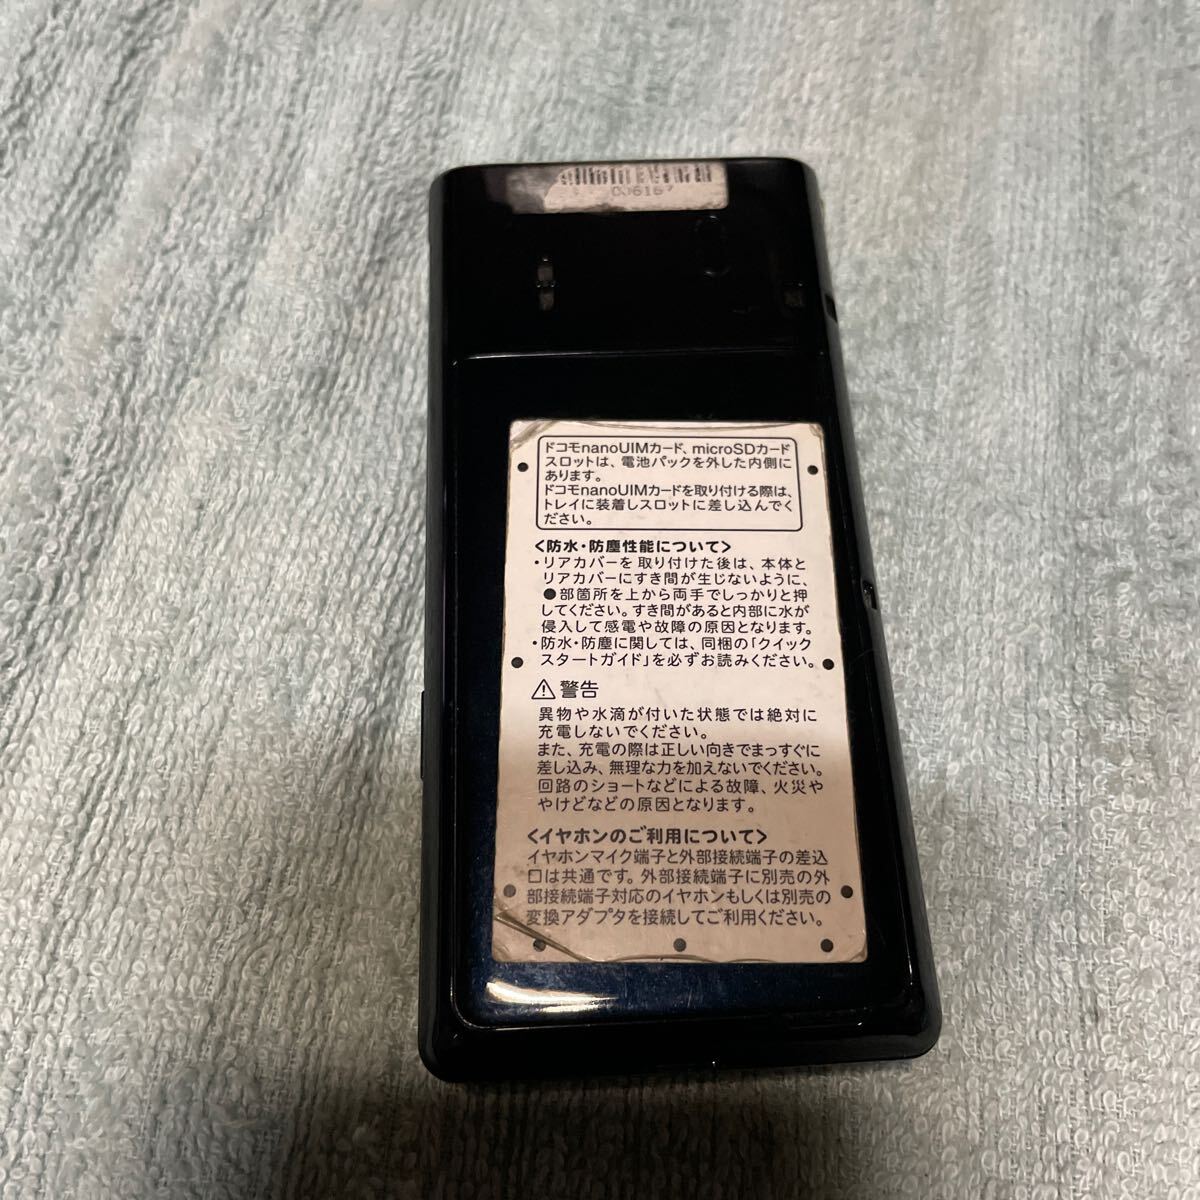 006167
ドコモnanoUIMカード、microSDカード
スロットは、電池パックを外した内側に
あります。
ドコモnanoUIMカードを取り付ける際は、
トレイに装着しスロットに差し込んでく
ださい。
<防水・防塵性能について>
・リアカバーを取り付けた後は、本体と
リアカバーにすき間が生じないように、
●部箇所を上から両手でしっかりと押
してください。すき間があると内部に水が
侵入して感電や故障の原因となります。
・防水・防塵に関しては、同梱の「クイック
スタートガイド」を必ずお読みください。
⚠警告
異物や水滴が付いた状態では絶対に
充電しないでください。
また、充電の際は正しい向きでまっすぐに
差し込み、無理な力を加えないでください。
回路のショートなどによる故障、火災や
やけどなどの原因となります。
<イヤホンのご利用について>
イヤホンマイク端子と外部接続端子の差込
口は共通です。外部接続端子に別売の外
部接続端子対応のイヤホンもしくは別売の
変換アダプタを接続してご利用ください。